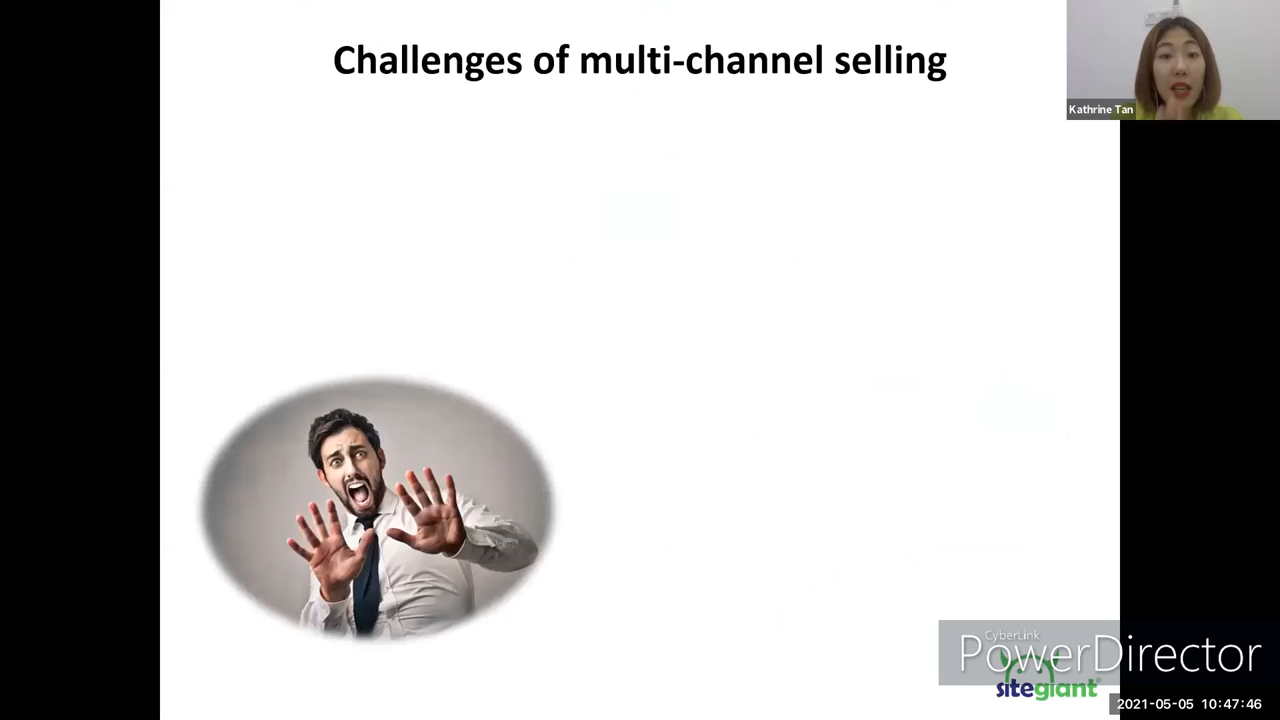 Challenges of multi-channel selling
Kathrine Tan
CyberLink
PowerDirector
sitegiant
2021-05-05 10:47:46